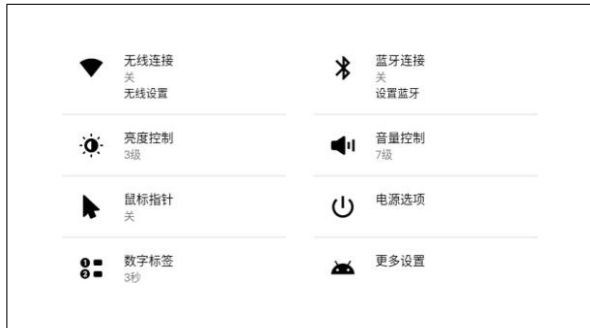 无线连接
关
无线设置
蓝牙连接
关
设置蓝牙
亮度控制
3级
音量控制
7级
鼠标指针
关
电源选项
1
2
数字标签
3秒
更多设置